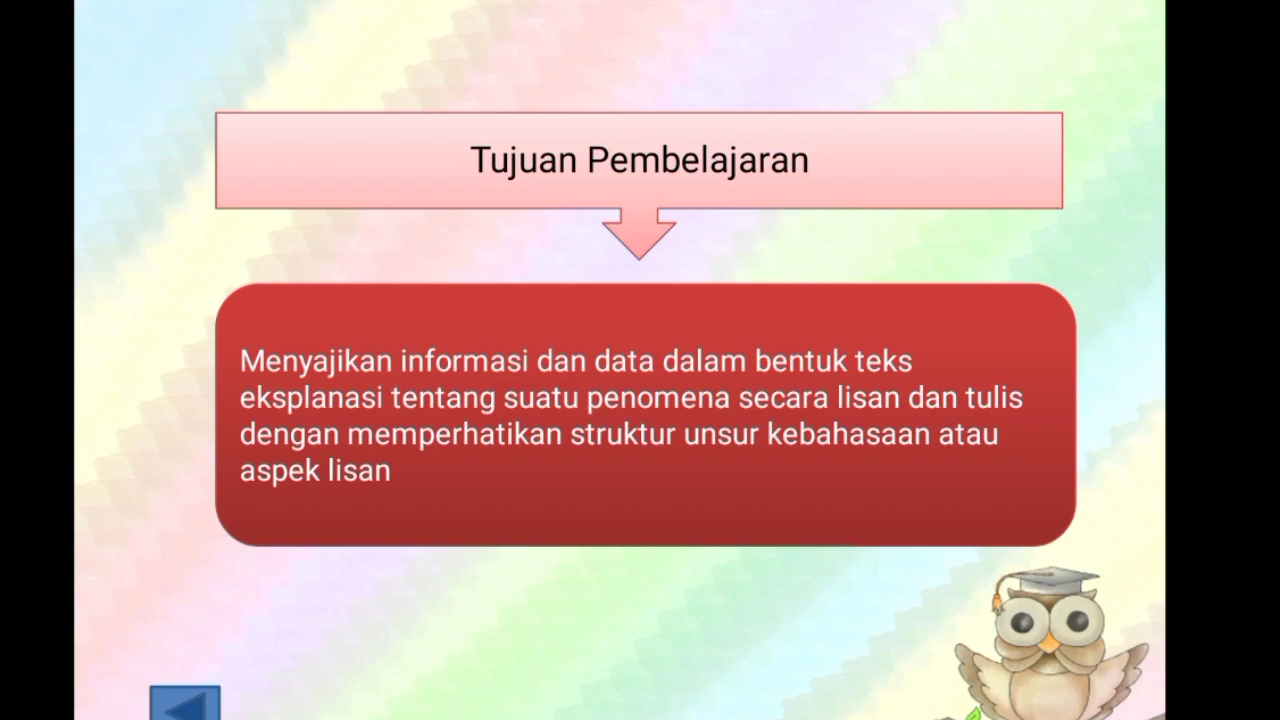 Tujuan Pembelajaran
Menyajikan informasi dan data dalam bentuk teks
eksplanasi tentang suatu penomena secara lisan dan tulis
dengan memperhatikan struktur unsur kebahasaan atau
aspek lisan